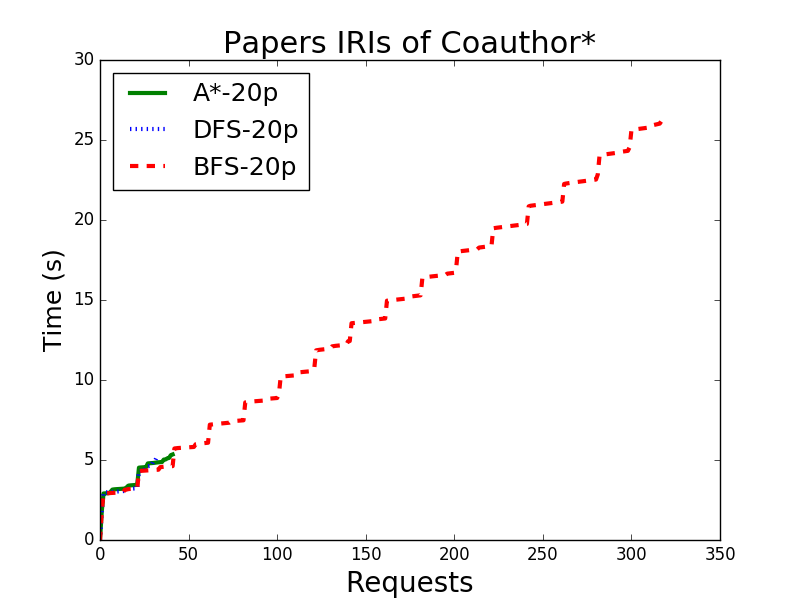 Papers IRIs of Coauthor*
A*-20p
DFS-20p
BFS-20p
30
25
20
15
10
5
0
Time (s)
0 50 100 150 200 250 300 350
Requests